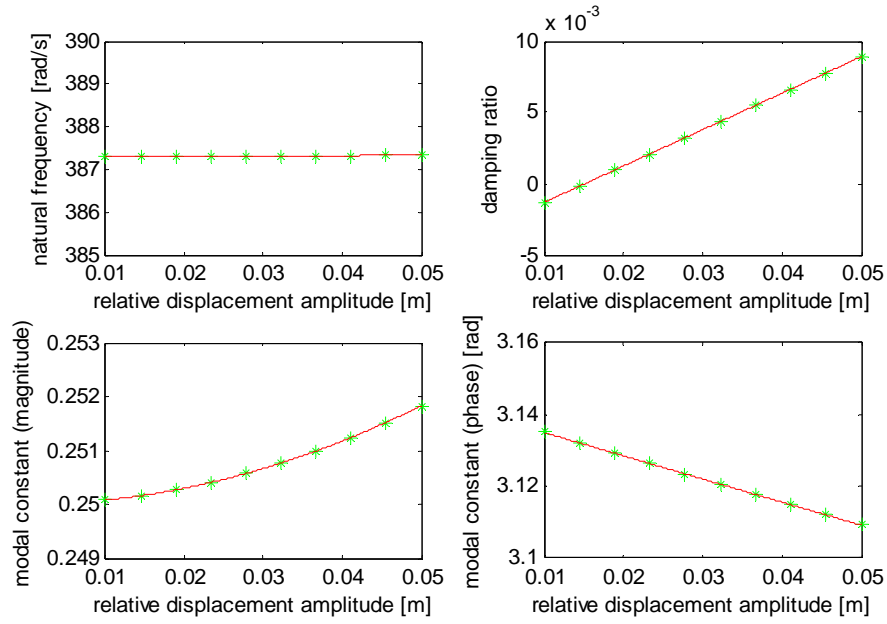 x 10-3
390
389
388
387
386
385
natural frequency [rad/s]
0.01 0.02 0.03 0.04 0.05
relative displacement amplitude [m]
10
5
0
-5
damping ratio
0.01 0.02 0.03 0.04 0.05
relative displacement amplitude [m]
0.253
0.252
0.251
0.25
0.249
modal constant (magnitude)
0.01 0.02 0.03 0.04 0.05
relative displacement amplitude [m]
3.16
3.14
3.12
3.1
modal constant (phase) [rad]
0.01 0.02 0.03 0.04 0.05
relative displacement amplitude [m]